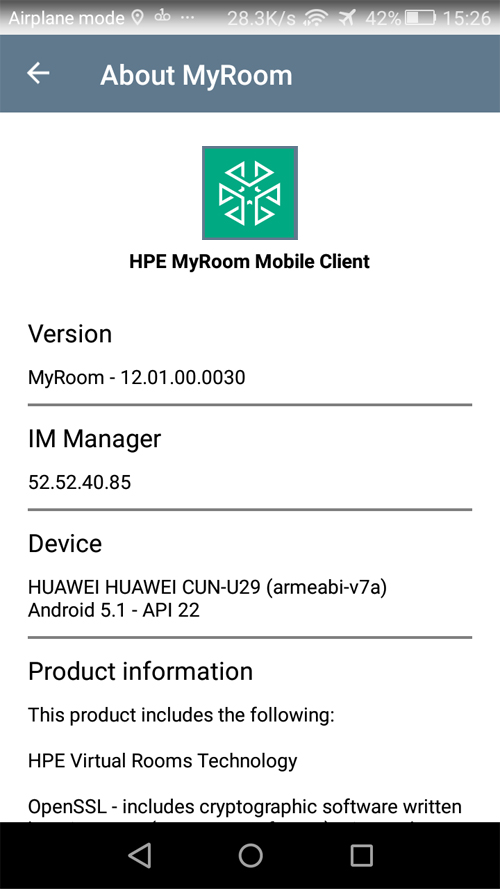 Airplane mode ... 28.3K/s 42% 15:26
About MyRoom
HPE MyRoom Mobile Client
Version
MyRoom - 12.01.00.0030
IM Manager
52.52.40.85
Device
HUAWEI HUAWEI CUN-U29 (armeabi-v7a)
Android 5.1 - API 22
Product information
This product includes the following:
HPE Virtual Rooms Technology
OpenSSL - includes cryptographic software written